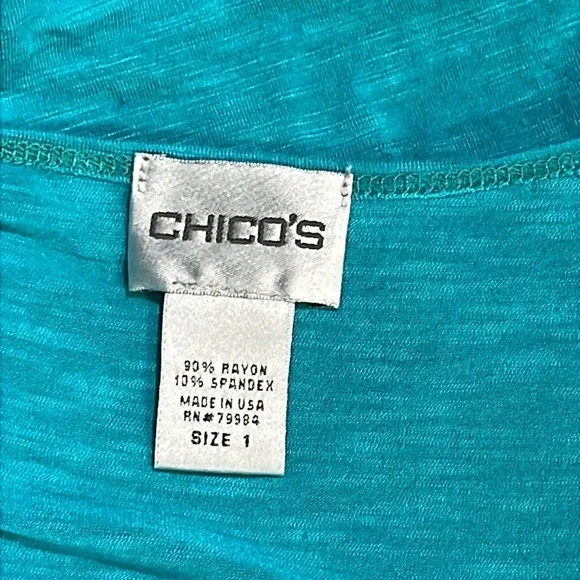 CHICO'S
90% RAYON
10% SPANDEX
MADE IN USA
RN#79984
SIZE 1